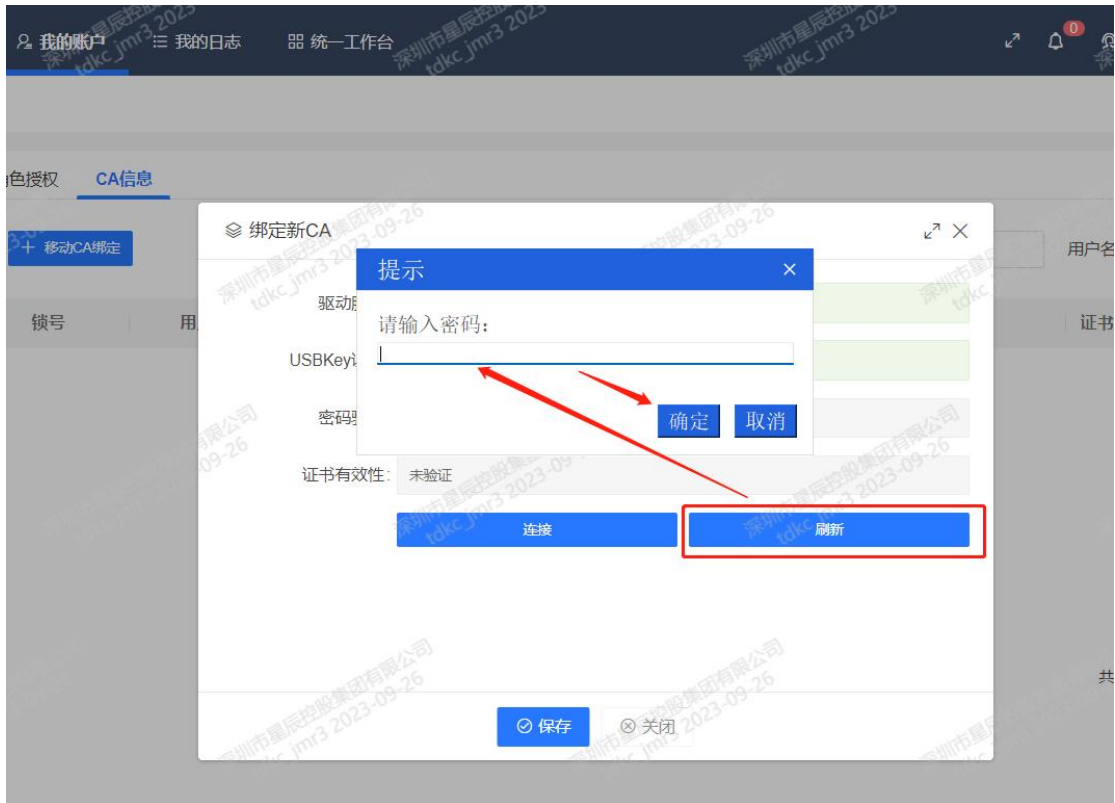 我的账户
我的日志
统一工作台
0
色授权
CA信息
+ 移动CA绑定
绑定新CA
用户名
提示
锁号
用
驱动
证书
请输入密码：
USBKey
密码
确定
取消
证书有效性：
未验证
连接
刷新
共
保存
关闭
深圳市星辰控股集团有限公司
tdkc_jmr3 2023-09-26